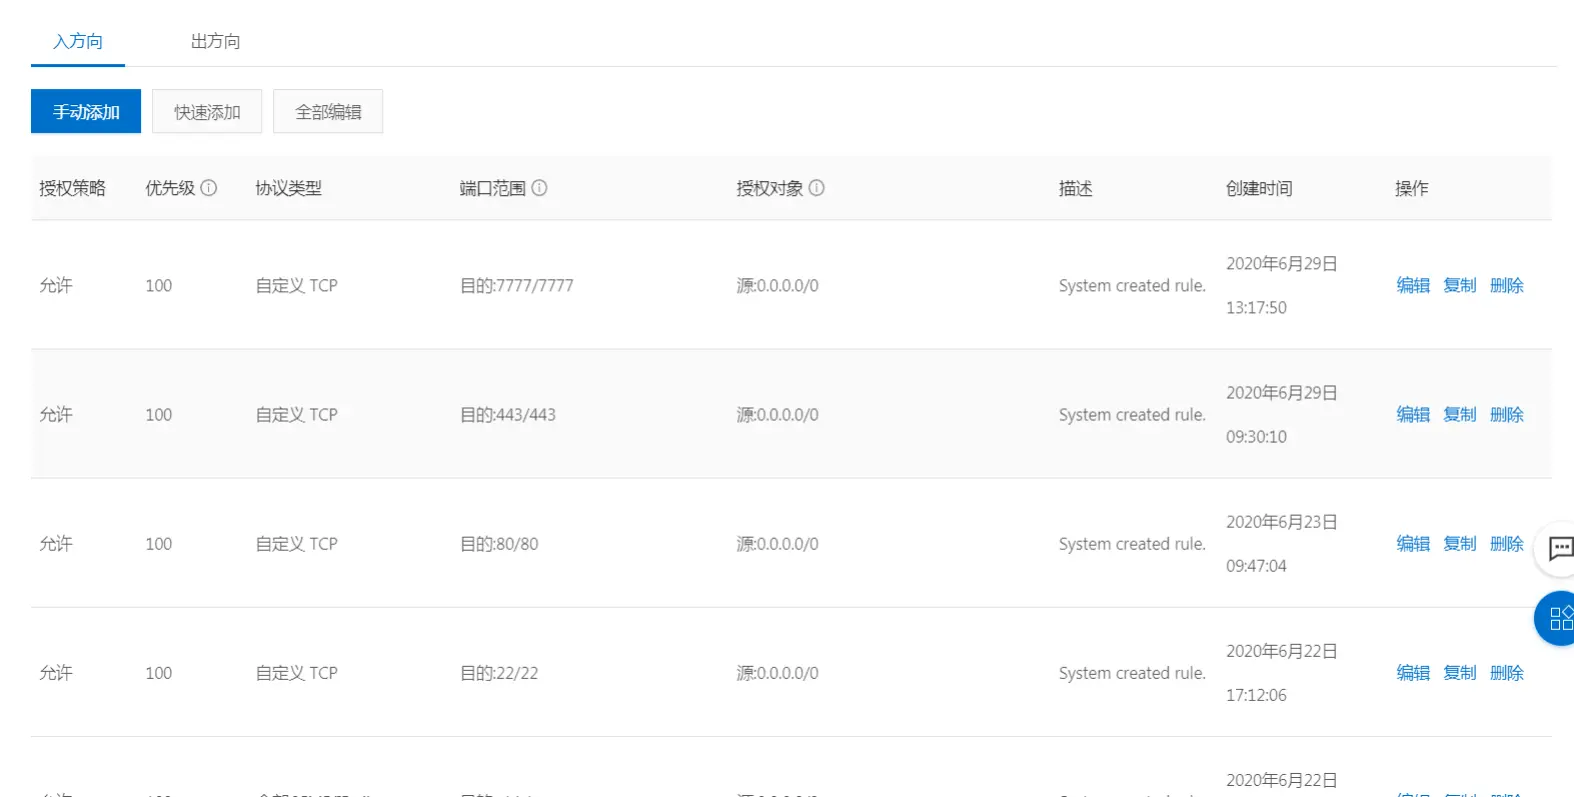 入方向 出方向
手动添加 快速添加 全部编辑
授权策略 优先级 协议类型 端口范围 授权对象 描述 创建时间 操作
允许 100 自定义 TCP 目的:7777/7777 源:0.0.0.0/0 System created rule. 2020年6月29日 13:17:50 编辑 复制 删除
允许 100 自定义 TCP 目的:443/443 源:0.0.0.0/0 System created rule. 2020年6月29日 09:30:10 编辑 复制 删除
允许 100 自定义 TCP 目的:80/80 源:0.0.0.0/0 System created rule. 2020年6月23日 09:47:04 编辑 复制 删除
允许 100 自定义 TCP 目的:22/22 源:0.0.0.0/0 System created rule. 2020年6月22日 17:12:06 编辑 复制 删除
2020年6月22日